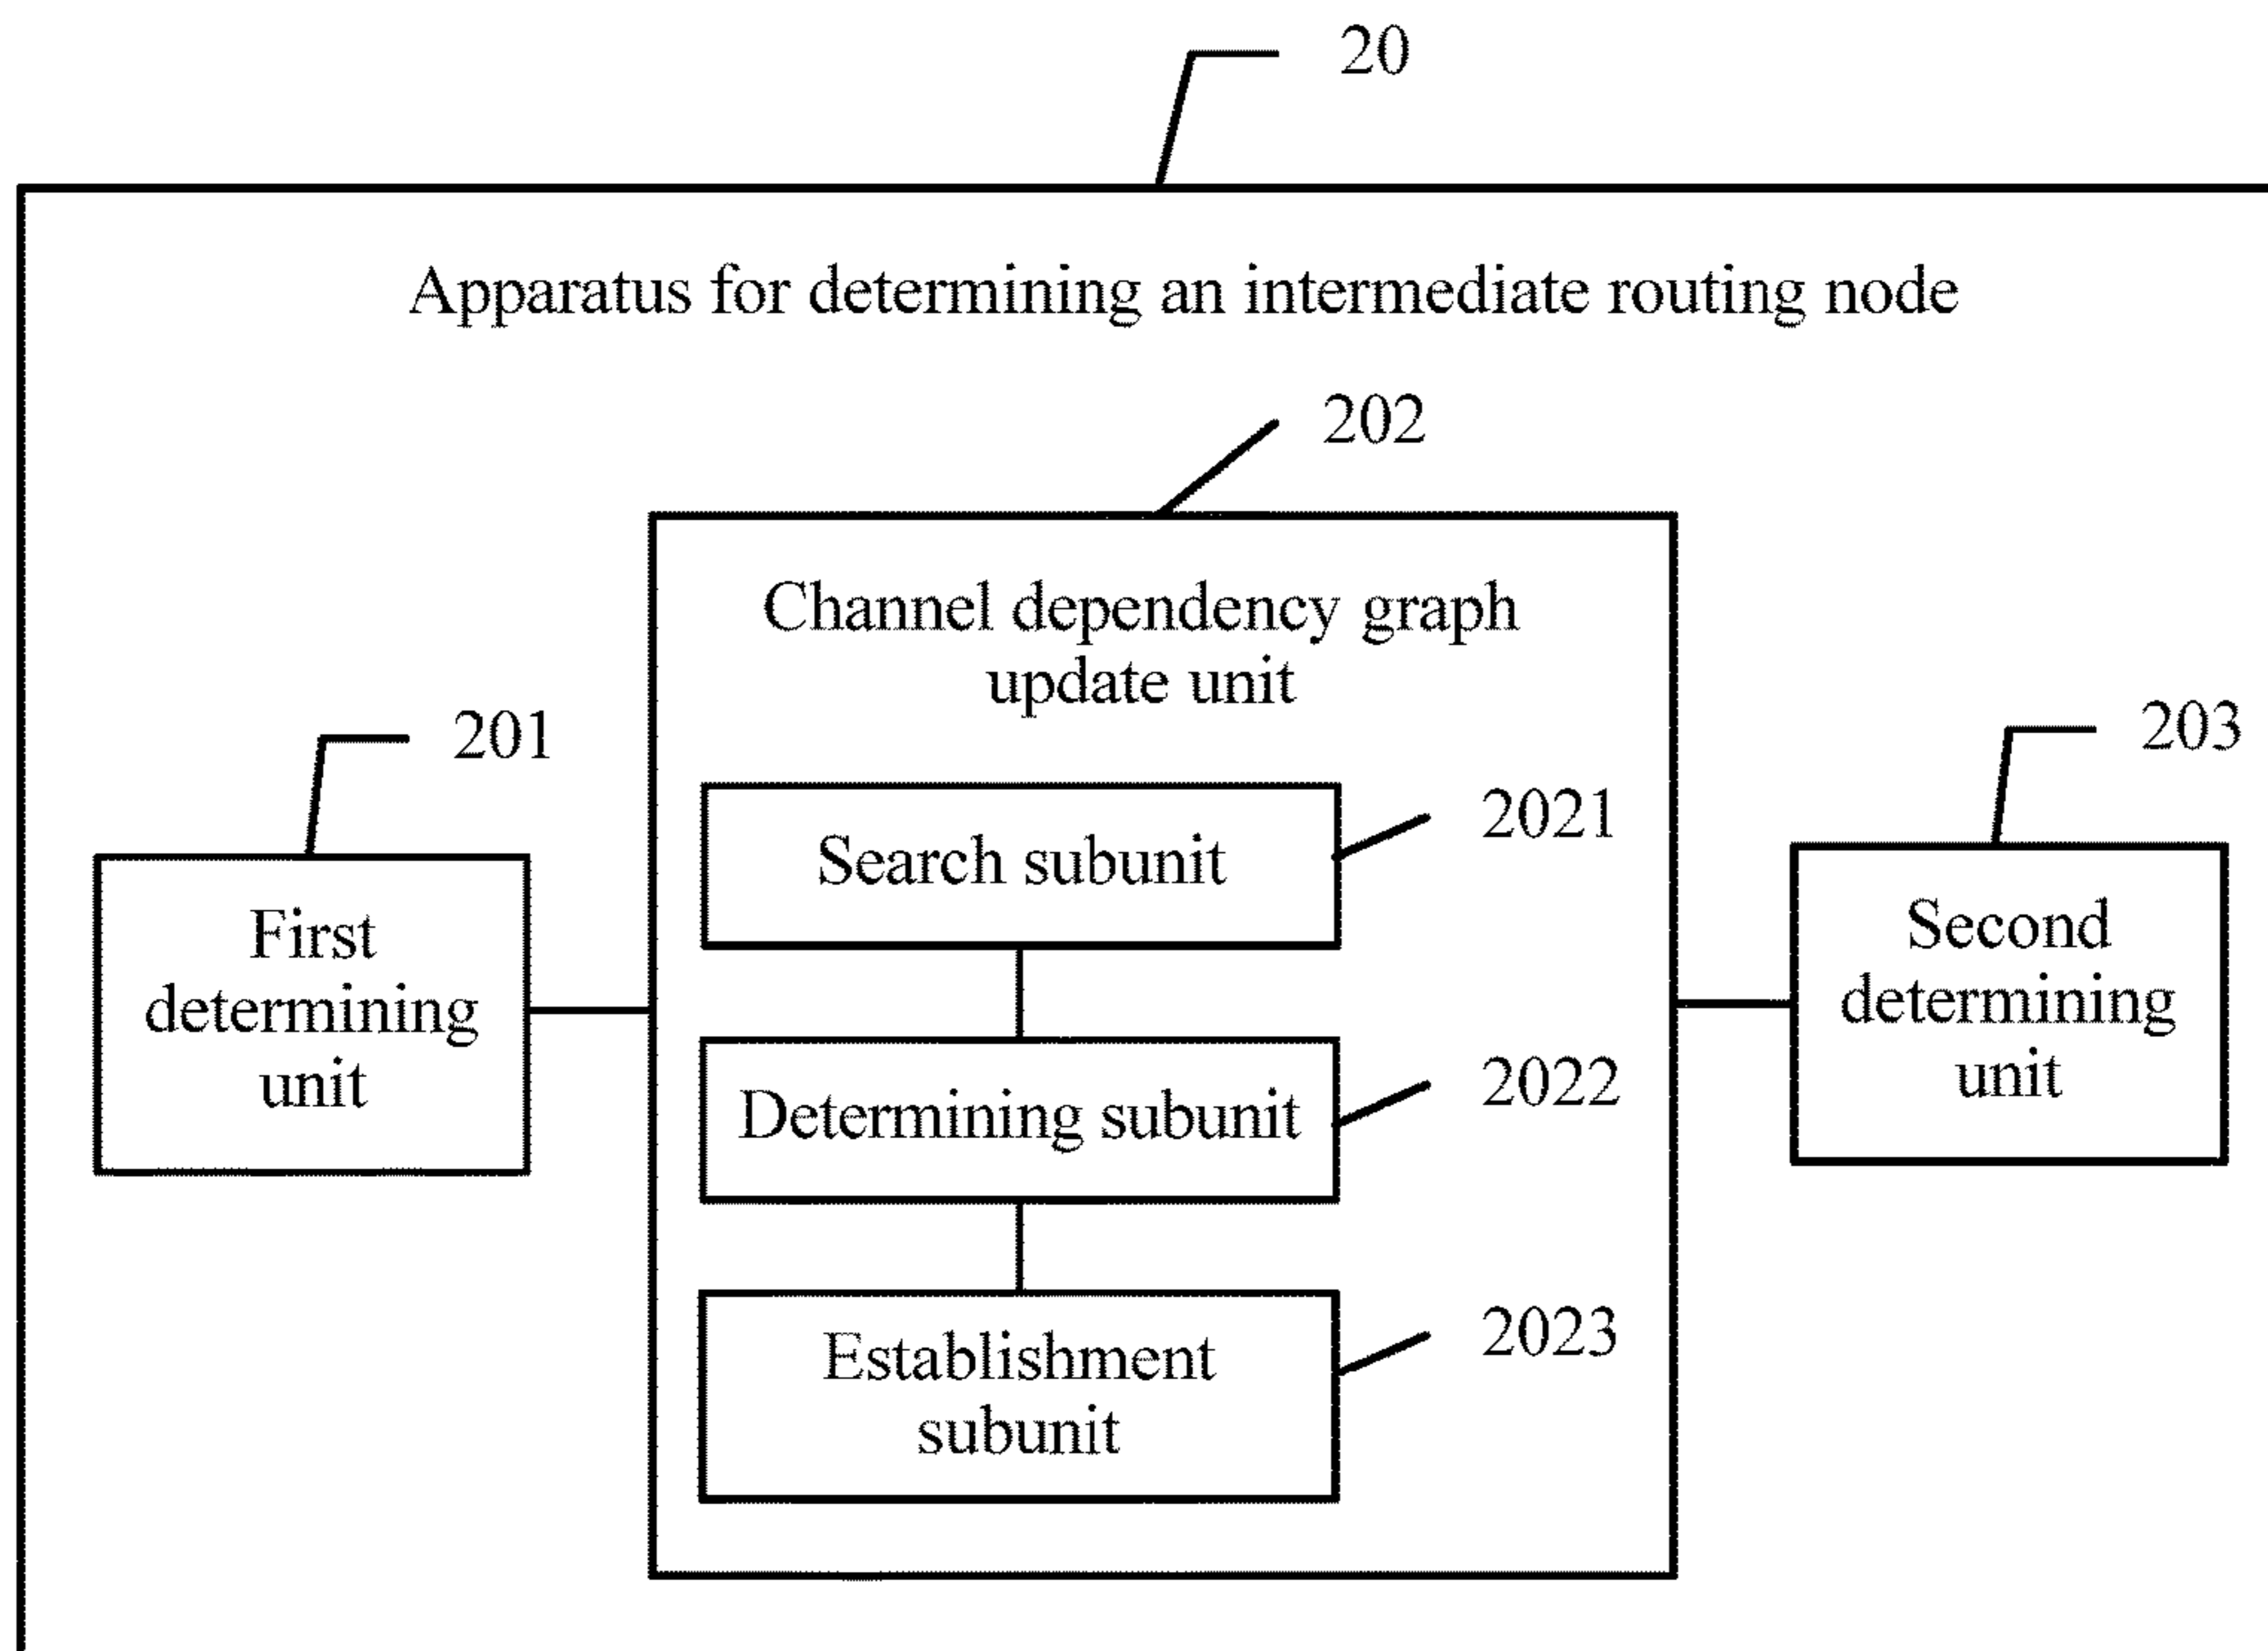 20
Apparatus for determining an intermediate routing node
202
Channel dependency graph
update unit
201
203
2021
Search subunit
First
determining
unit
Second
determining
unit
2022
Determining subunit
2023
Establishment
subunit